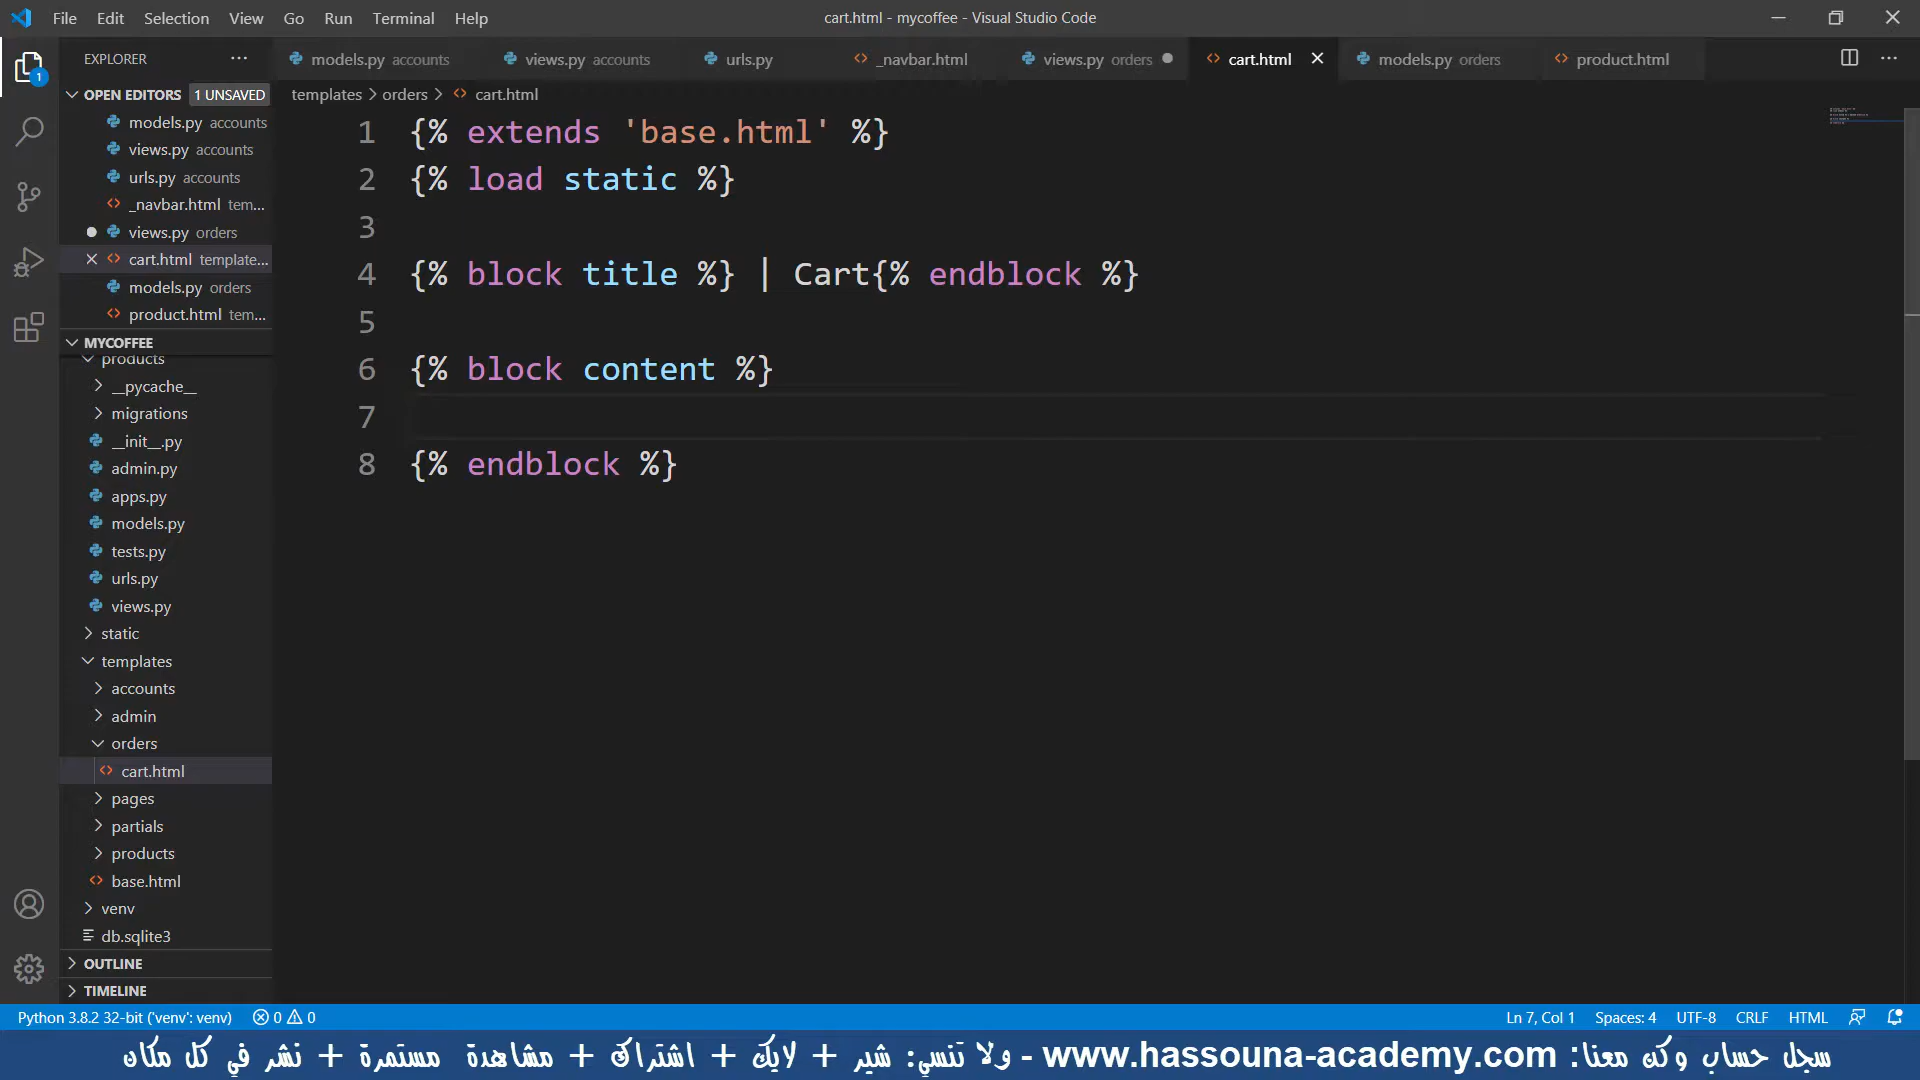 File Edit Selection View Go Run Terminal Help
cart.html - mycoffee - Visual Studio Code
EXPLORER
models.py accounts
views.py accounts
urls.py
_navbar.html
views.py orders
cart.html
models.py orders
product.html
OPEN EDITORS 1 UNSAVED
models.py accounts
views.py accounts
urls.py accounts
_navbar.html tem...
views.py orders
cart.html template...
models.py orders
product.html tem...
MYCOFFEE
products
__pycache__
migrations
__init__.py
admin.py
apps.py
models.py
tests.py
urls.py
views.py
static
templates
accounts
admin
orders
cart.html
pages
partials
products
base.html
venv
db.sqlite3
OUTLINE
TIMELINE
templates > orders > cart.html
1 {% extends 'base.html' %}
2 {% load static %}
3
4 {% block title %} | Cart{% endblock %}
5
6 {% block content %}
7
8 {% endblock %}
1
Python 3.8.2 32-bit ('venv': venv) 0 0
Ln 7, Col 1 Spaces: 4 UTF-8 CRLF HTML
سجل حساب وكن معنا: www.hassouna-academy.com - ولا تنسي: شير + لايك + اشتراك + مشاهدة مستمرة + نشر في كل مكان